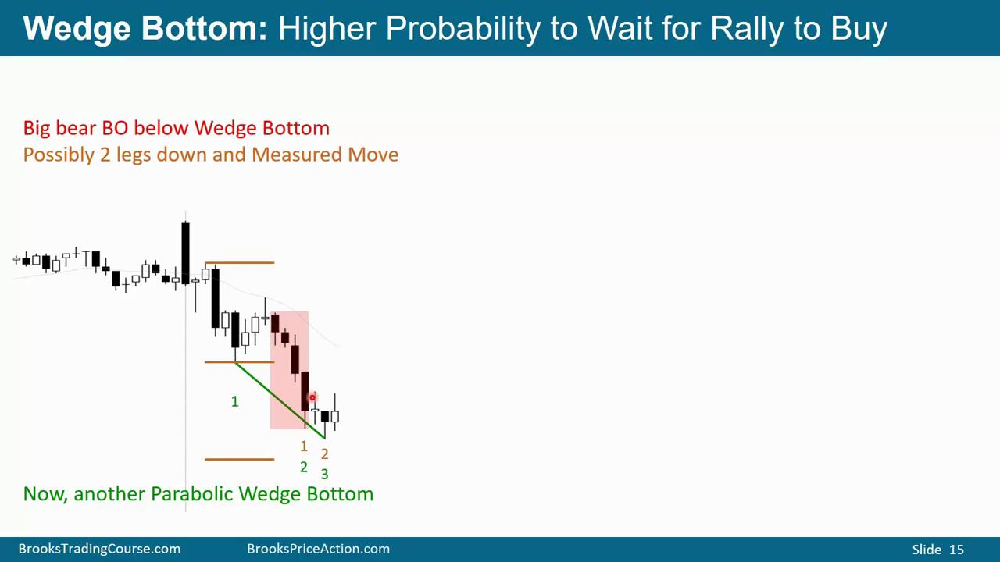 Wedge Bottom: Higher Probability to Wait for Rally to Buy
Big bear BO below Wedge Bottom
Possibly 2 legs down and Measured Move
1
1
2
2
3
Now, another Parabolic Wedge Bottom
BrooksTradingCourse.com
BrooksPriceAction.com
Slide 15